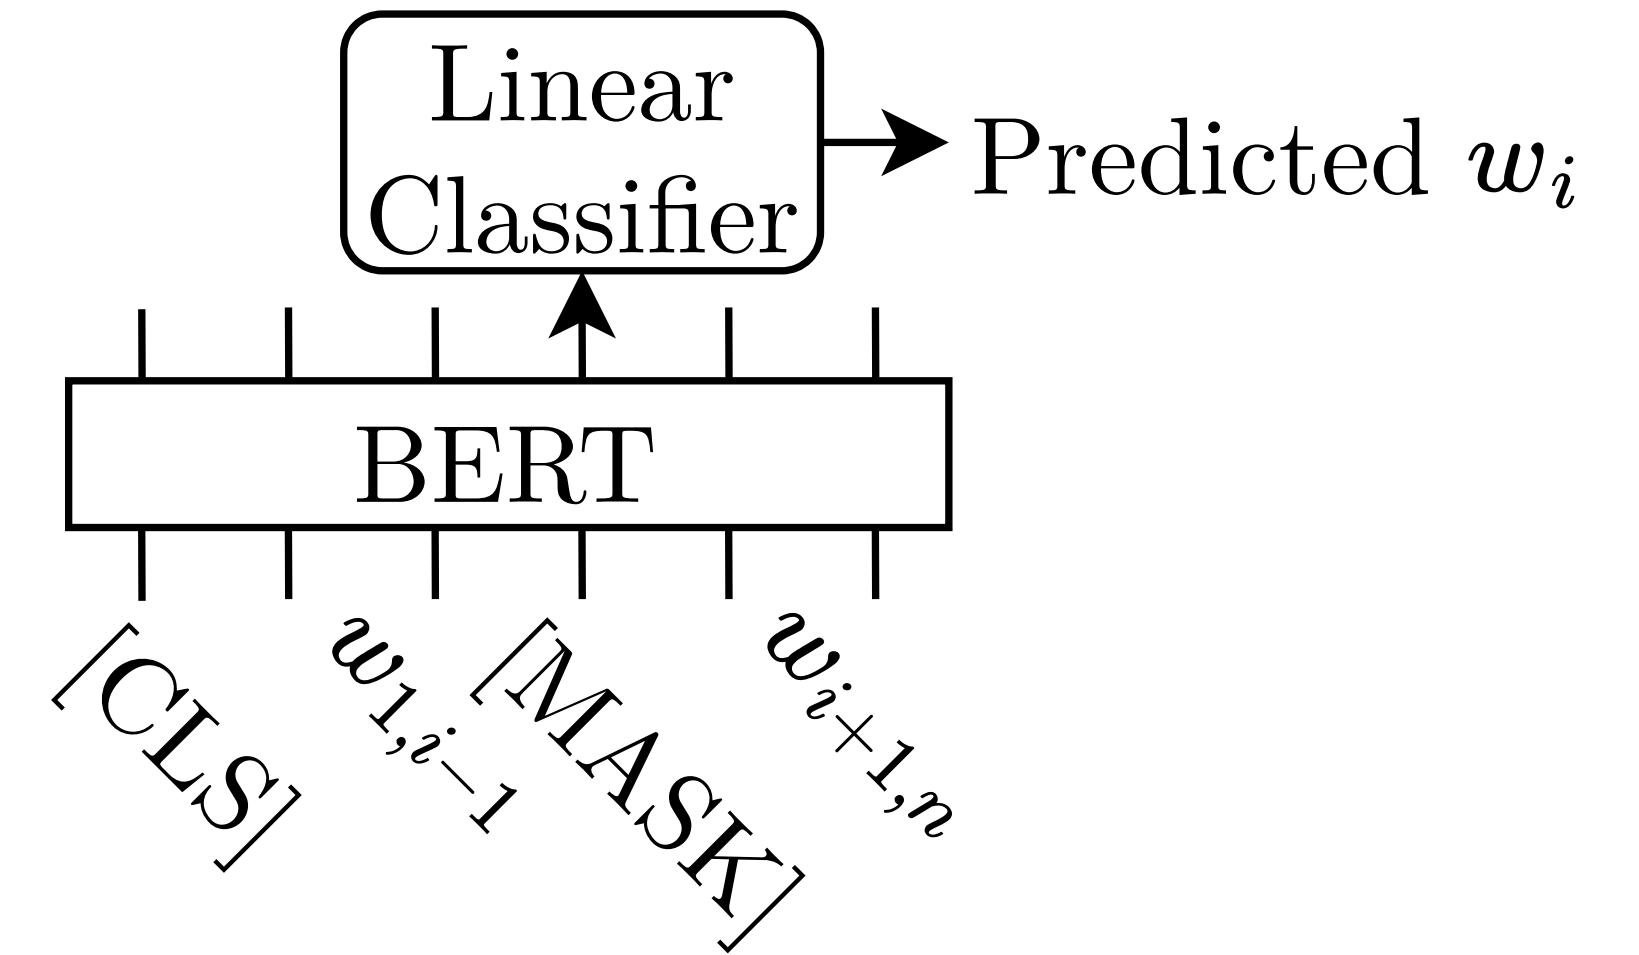 Linear
Classifier
Predicted w_i
BERT
[CLS]
w_{1,i−1}
[MASK]
w_{i+1,n}